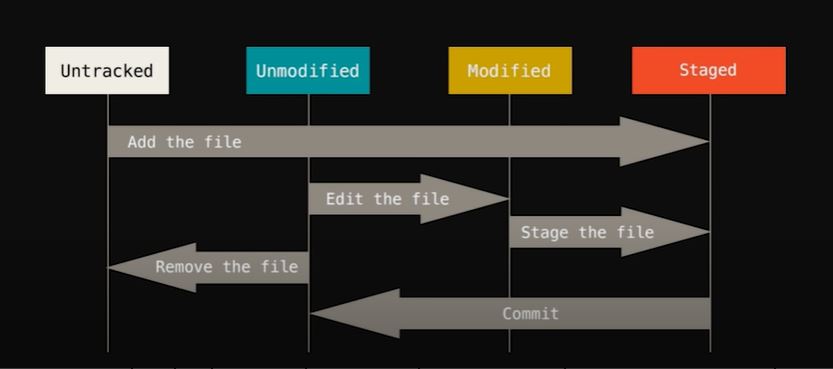 Untracked
Unmodified
Modified
Staged
Add the file
Edit the file
Stage the file
Remove the file
Commit